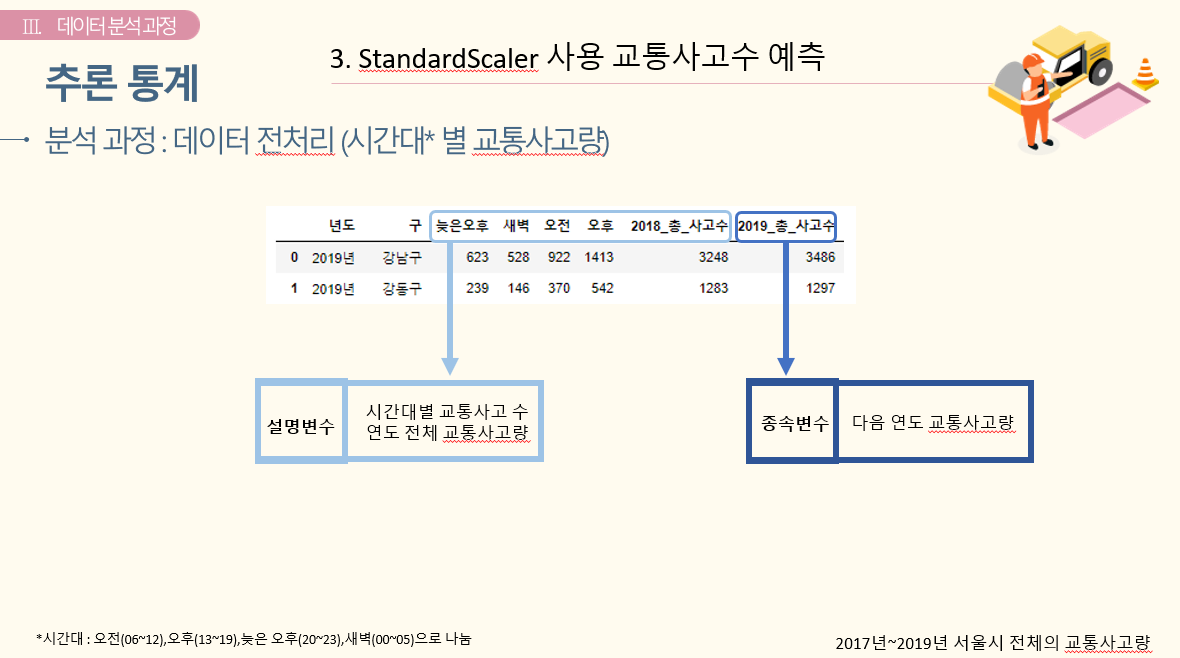 III. 데이터 분석 과정
3. StandardScaler 사용 교통사고수 예측
추론 통계
분석 과정 : 데이터 전처리 (시간대* 별 교통사고량)
년도 구 늦은오후 새벽 오전 오후 2018_총_사고수 2019_총_사고수
0 2019년 강남구 623 528 922 1413 3248 3486
1 2019년 강동구 239 146 370 542 1283 1297
설명변수
시간대별 교통사고 수
연도 전체 교통사고량
종속변수
다음 연도 교통사고량
*시간대 : 오전(06~12),오후(13~19),늦은 오후(20~23),새벽(00~05)으로 나눔
2017년~2019년 서울시 전체의 교통사고량